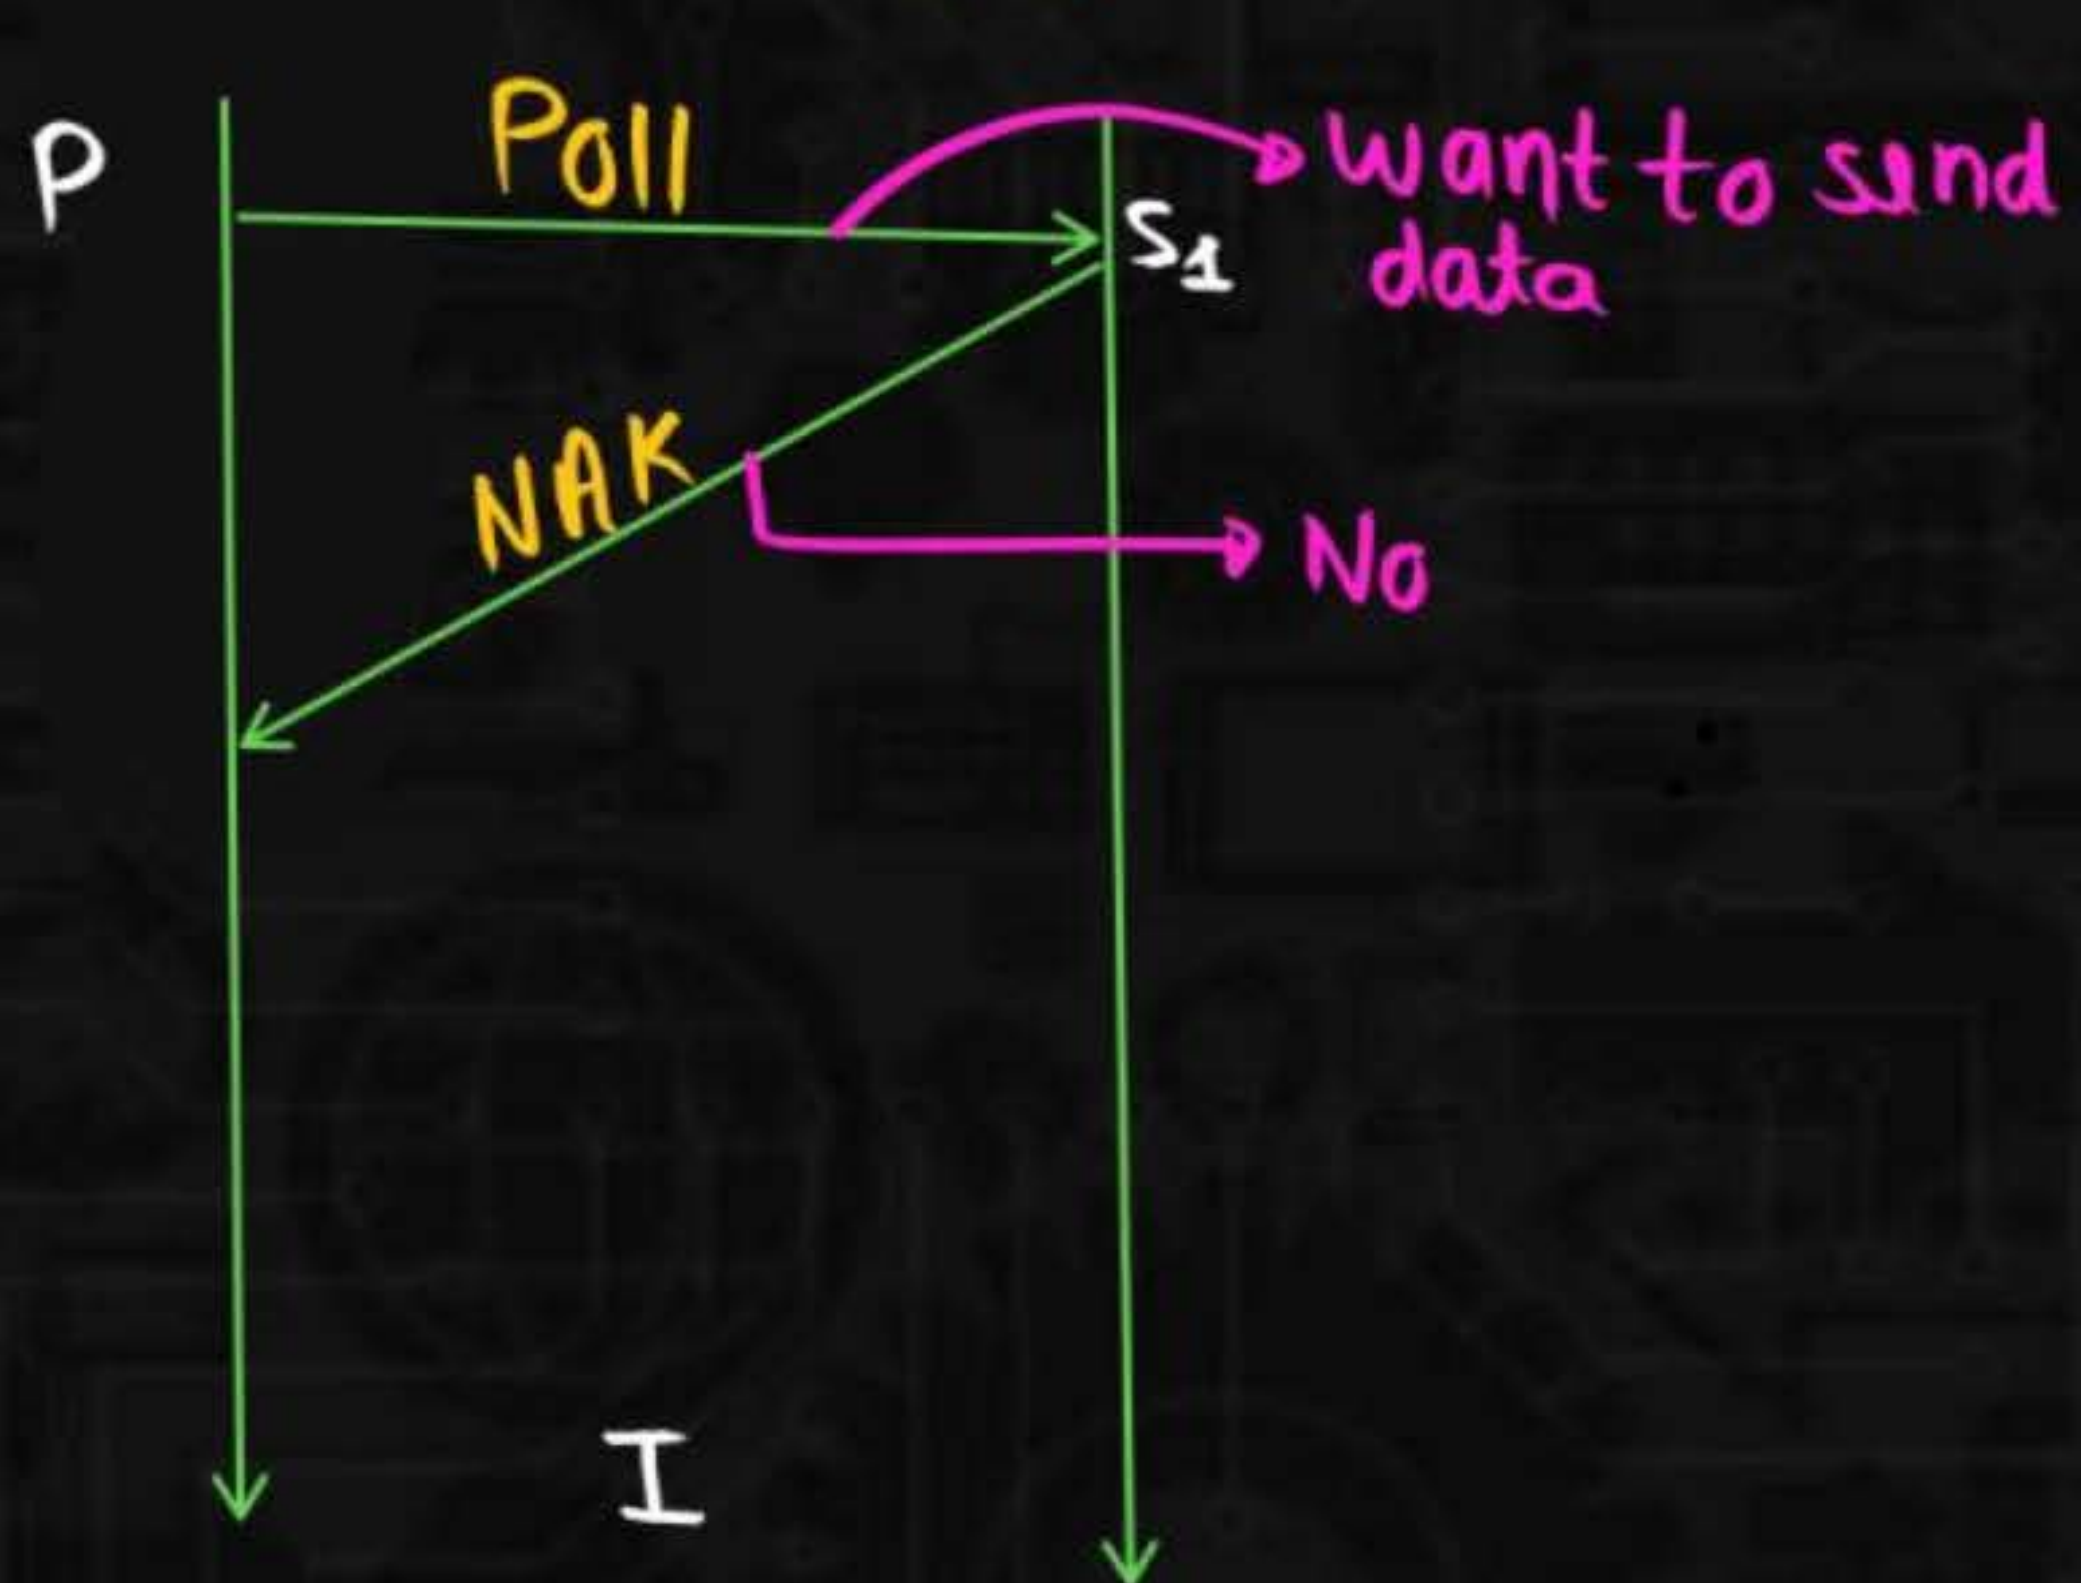 P
Poll
want to send
data
S1
NAK
No
I